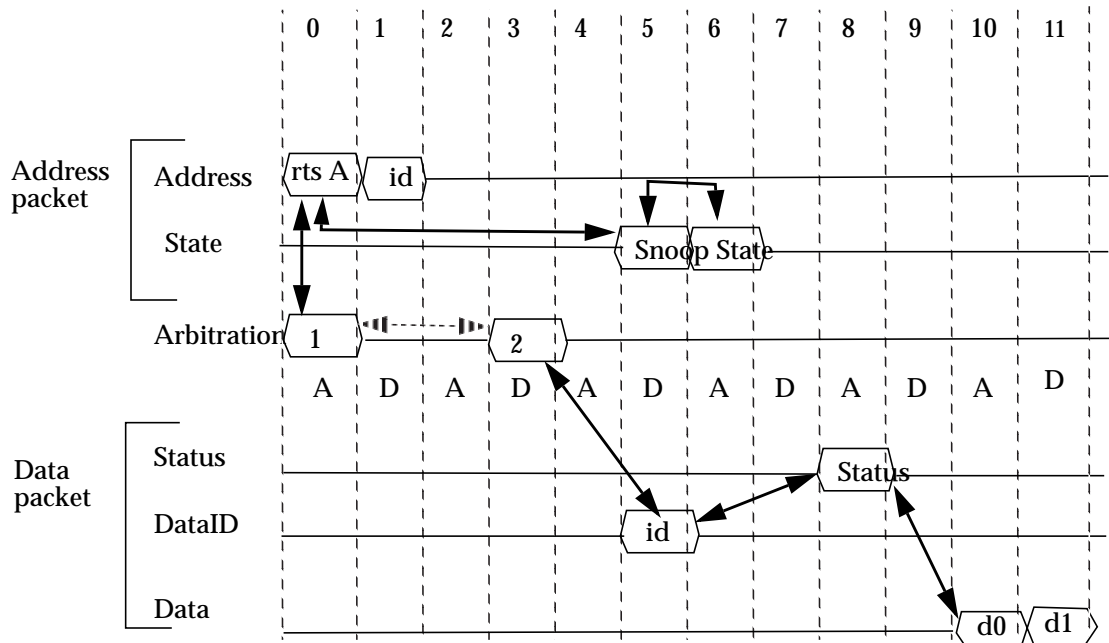 0 1 2 3 4 5 6 7 8 9 10 11
Address
packet
Address
rts A
id
State
Snoop State
Arbitration
1
2
A D A D A D A D A D A D
Data
packet
Status
Status
DataID
id
Data
d0
d1